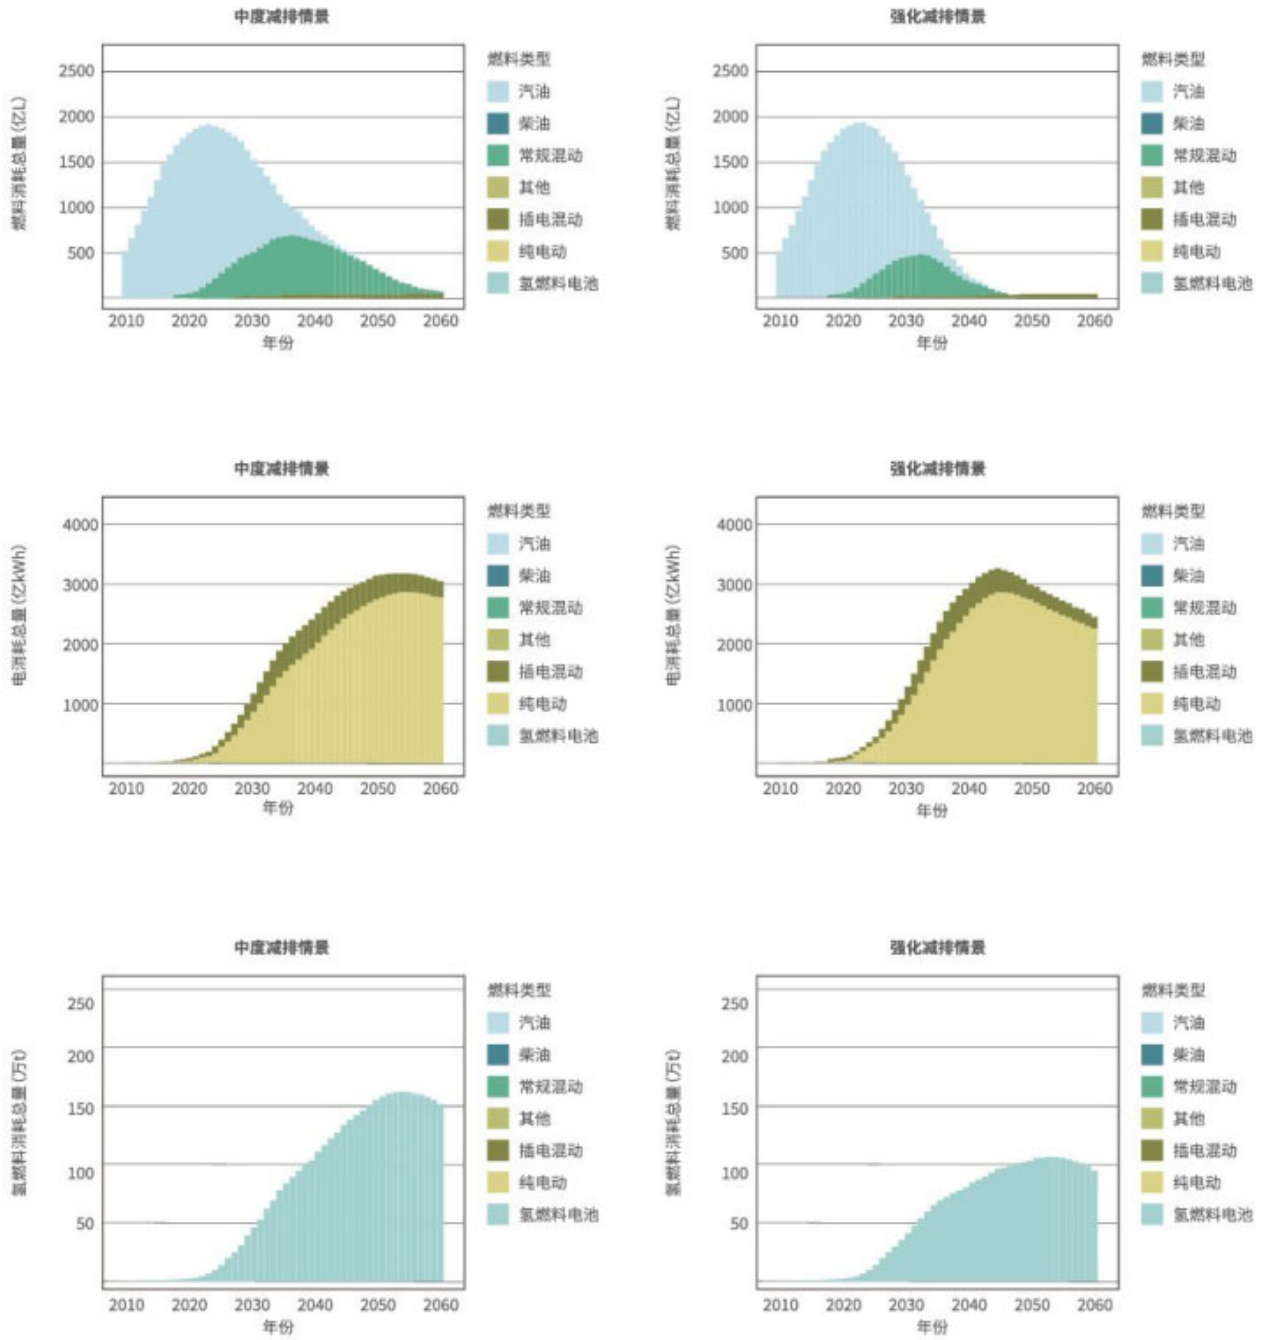 中度减排情景
燃料消耗总量(亿L)
2500
2000
1500
1000
500
2010 2020 2030 2040 2050 2060
年份
燃料类型
汽油
柴油
常规混动
其他
插电混动
纯电动
氢燃料电池
强化减排情景
燃料消耗总量(亿L)
2500
2000
1500
1000
500
2010 2020 2030 2040 2050 2060
年份
燃料类型
汽油
柴油
常规混动
其他
插电混动
纯电动
氢燃料电池
中度减排情景
电消耗总量(亿kWh)
4000
3000
2000
1000
2010 2020 2030 2040 2050 2060
年份
燃料类型
汽油
柴油
常规混动
其他
插电混动
纯电动
氢燃料电池
强化减排情景
电消耗总量(亿kWh)
4000
3000
2000
1000
2010 2020 2030 2040 2050 2060
年份
燃料类型
汽油
柴油
常规混动
其他
插电混动
纯电动
氢燃料电池
中度减排情景
氢燃料消耗总量(万t)
250
200
150
100
50
2010 2020 2030 2040 2050 2060
年份
燃料类型
汽油
柴油
常规混动
其他
插电混动
纯电动
氢燃料电池
强化减排情景
氢燃料消耗总量(万t)
250
200
150
100
50
2010 2020 2030 2040 2050 2060
年份
燃料类型
汽油
柴油
常规混动
其他
插电混动
纯电动
氢燃料电池